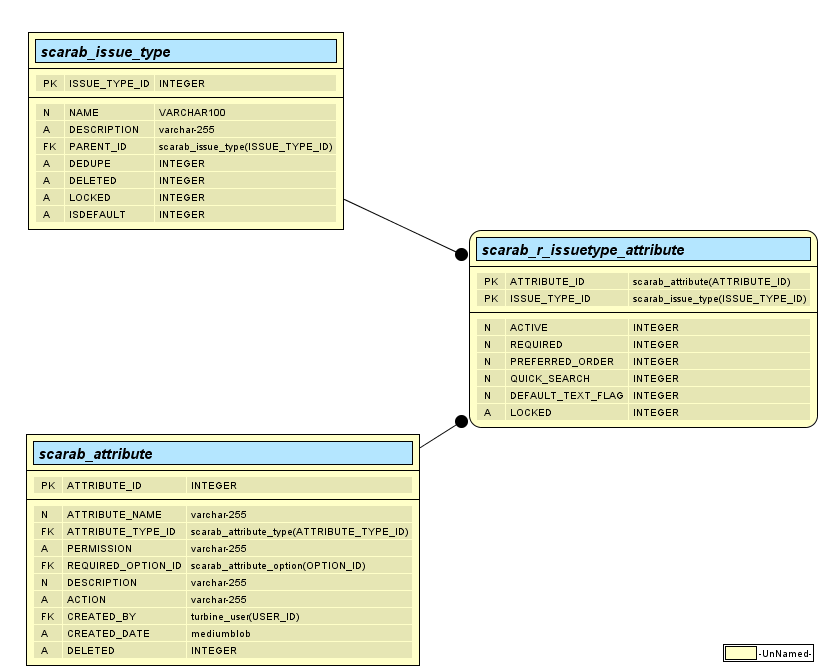 scarab_issue_type
PK ISSUE_TYPE_ID INTEGER
N NAME VARCHAR100
A DESCRIPTION varchar-255
FK PARENT_ID scarab_issue_type(ISSUE_TYPE_ID)
A DEDUPE INTEGER
A DELETED INTEGER
A LOCKED INTEGER
A ISDEFAULT INTEGER
scarab_r_issuetype_attribute
PK ATTRIBUTE_ID scarab_attribute(ATTRIBUTE_ID)
PK ISSUE_TYPE_ID scarab_issue_type(ISSUE_TYPE_ID)
N ACTIVE INTEGER
N REQUIRED INTEGER
N PREFERRED_ORDER INTEGER
N QUICK_SEARCH INTEGER
N DEFAULT_TEXT_FLAG INTEGER
A LOCKED INTEGER
scarab_attribute
PK ATTRIBUTE_ID INTEGER
N ATTRIBUTE_NAME varchar-255
FK ATTRIBUTE_TYPE_ID scarab_attribute_type(ATTRIBUTE_TYPE_ID)
A PERMISSION varchar-255
FK REQUIRED_OPTION_ID scarab_attribute_option(OPTION_ID)
N DESCRIPTION varchar-255
A ACTION varchar-255
FK CREATED_BY turbine_user(USER_ID)
A CREATED_DATE mediumblob
A DELETED INTEGER
-UnNamed-